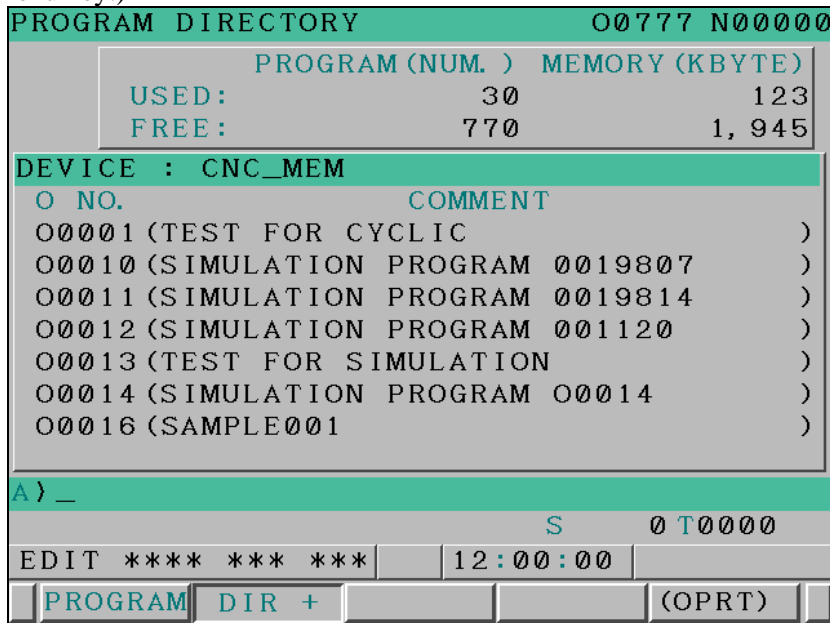 PROGRAM DIRECTORY O0777 N00000
PROGRAM(NUM. ) MEMORY(KBYTE)
USED: 30 123
FREE: 770 1,945
DEVICE : CNC_MEM
O NO. COMMENT
O0001(TEST FOR CYCLIC )
O0010(SIMULATION PROGRAM 0019807 )
O0011(SIMULATION PROGRAM 0019814 )
O0012(SIMULATION PROGRAM 001120 )
O0013(TEST FOR SIMULATION )
O0014(SIMULATION PROGRAM O0014 )
O0016(SAMPLE001 )
A)_
S 0 T0000
EDIT **** *** *** 12:00:00
PROGRAM DIR + (OPRT)